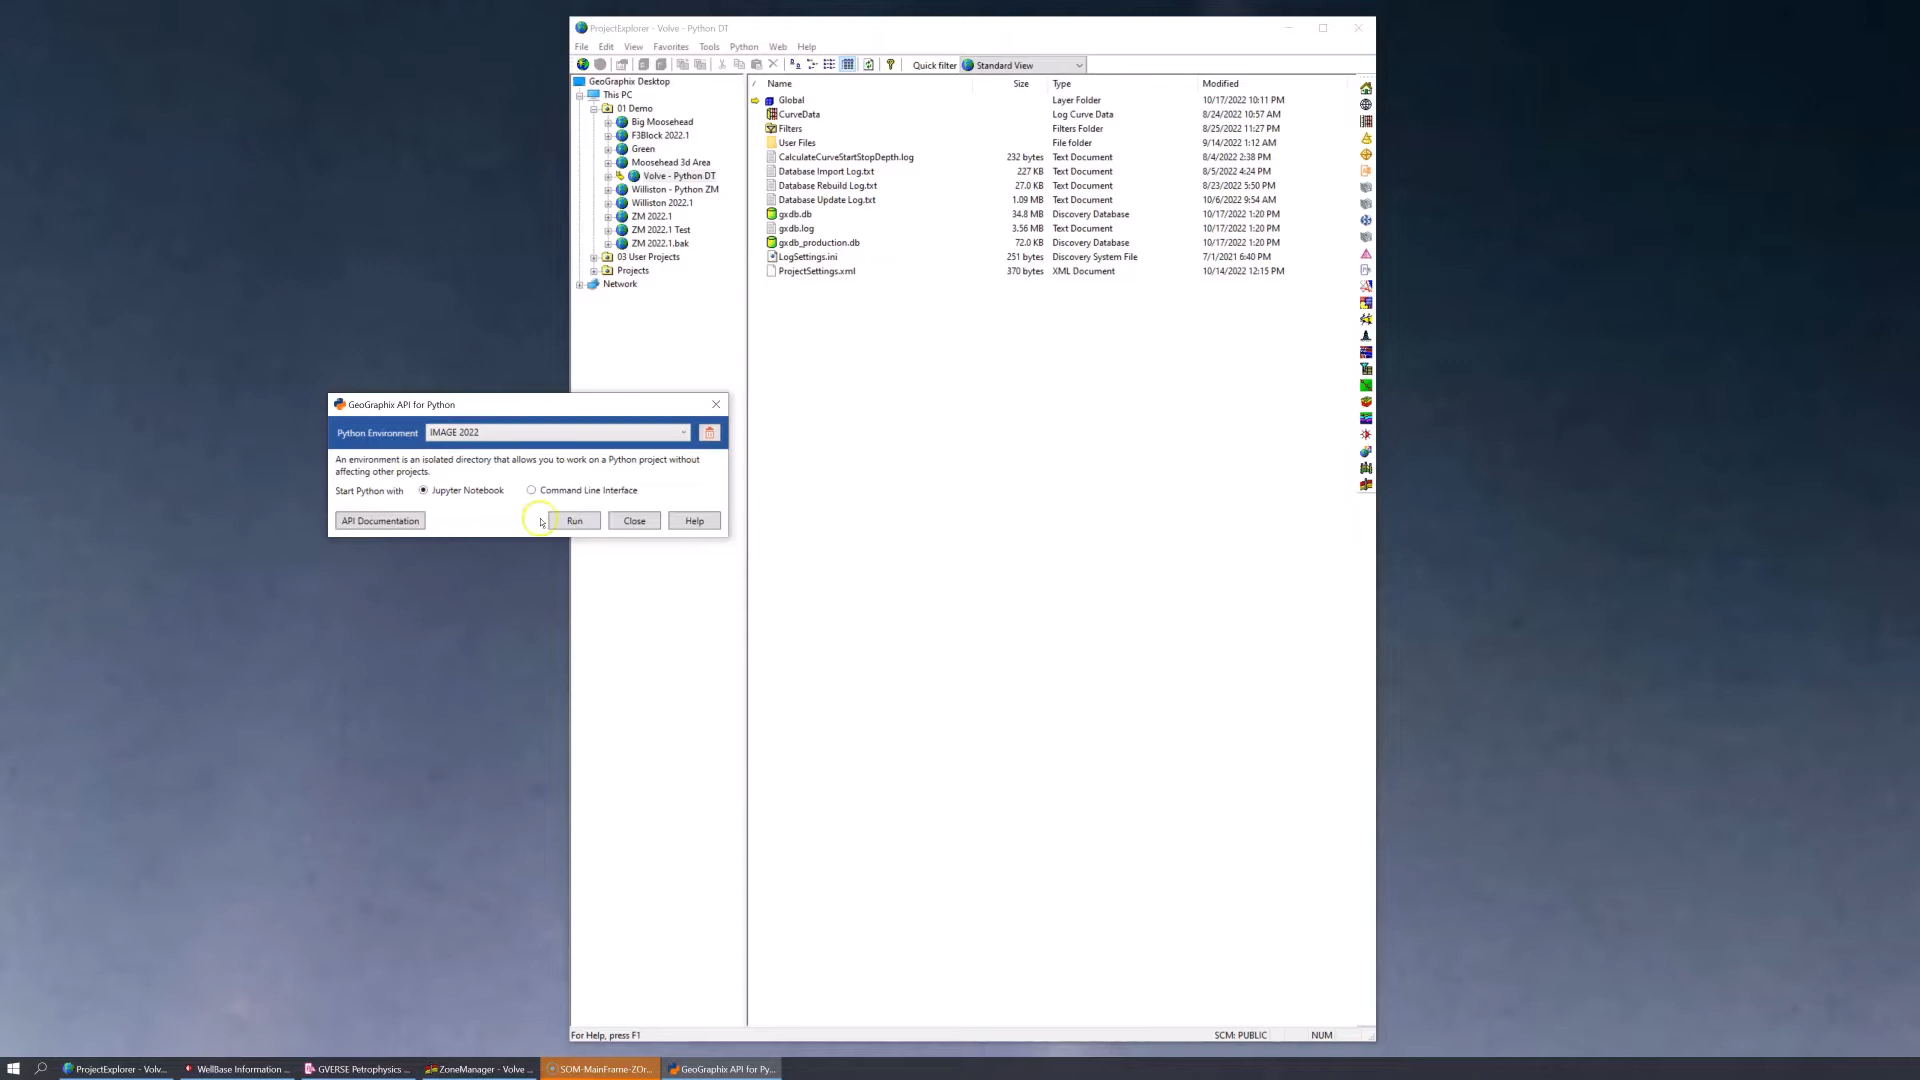 ProjectExplorer - Volve - Python DT
File Edit View Favorites Tools Python Web Help
Quick filter Standard View
GeoGraphix Desktop
This PC
01 Demo
Big Moosehead
F3Block 2022.1
Green
Moosehead 3d Area
Volve - Python DT
Williston - Python ZM
Williston 2022.1
ZM 2022.1
ZM 2022.1 Test
ZM 2022.1.bak
03 User Projects
Projects
Network
Name Size Type Modified
Global Layer Folder 10/17/2022 10:11 PM
CurveData Log Curve Data 8/24/2022 10:57 AM
Filters Filters Folder 8/25/2022 11:27 PM
User Files File folder 9/14/2022 1:12 AM
CalculateCurveStartStopDepth.log 232 bytes Text Document 8/4/2022 2:38 PM
Database Import Log.txt 227 KB Text Document 8/5/2022 4:24 PM
Database Rebuild Log.txt 27.0 KB Text Document 8/23/2022 5:50 PM
Database Update Log.txt 1.09 MB Text Document 10/6/2022 9:54 AM
gxdb.db 34.8 MB Discovery Database 10/17/2022 1:20 PM
gxdb.log 3.56 MB Text Document 10/17/2022 1:20 PM
gxdb_production.db 72.0 KB Discovery Database 10/17/2022 1:20 PM
LogSettings.ini 251 bytes Discovery System File 7/1/2021 6:40 PM
ProjectSettings.xml 370 bytes XML Document 10/14/2022 12:15 PM
GeoGraphix API for Python
Python Environment IMAGE 2022
An environment is an isolated directory that allows you to work on a Python project without
affecting other projects.
Start Python with Jupyter Notebook Command Line Interface
API Documentation Run Close Help
For Help, press F1 SCM: PUBLIC NUM
ProjectExplorer - Volv... WellBase Information ... GVERSE Petrophysics ... ZoneManager - Volve ... SOM-MainFrame-ZOr... GeoGraphix API for Py...